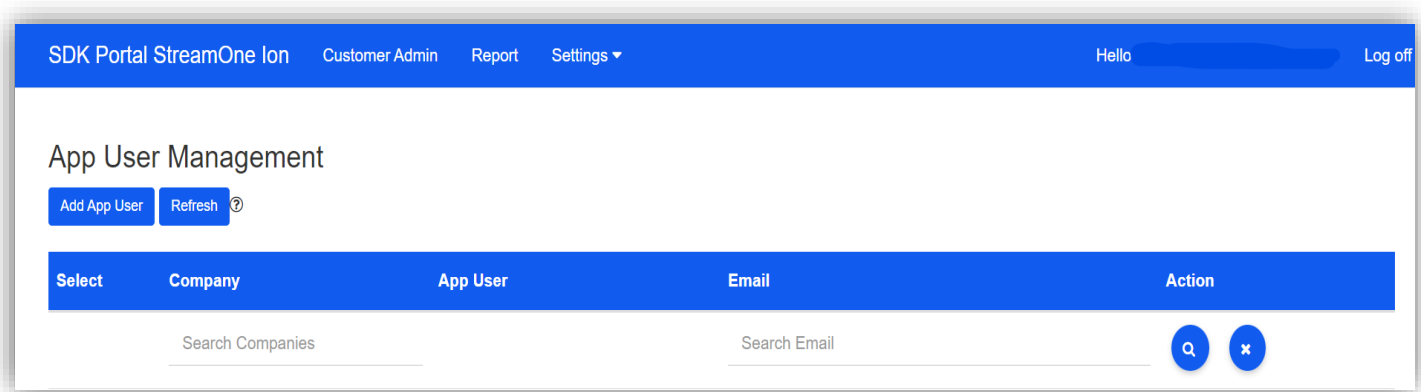 SDK Portal StreamOne Ion Customer Admin Report Settings Hello Log off
App User Management
Add App User Refresh ?
Select Company App User Email Action
Search Companies Search Email